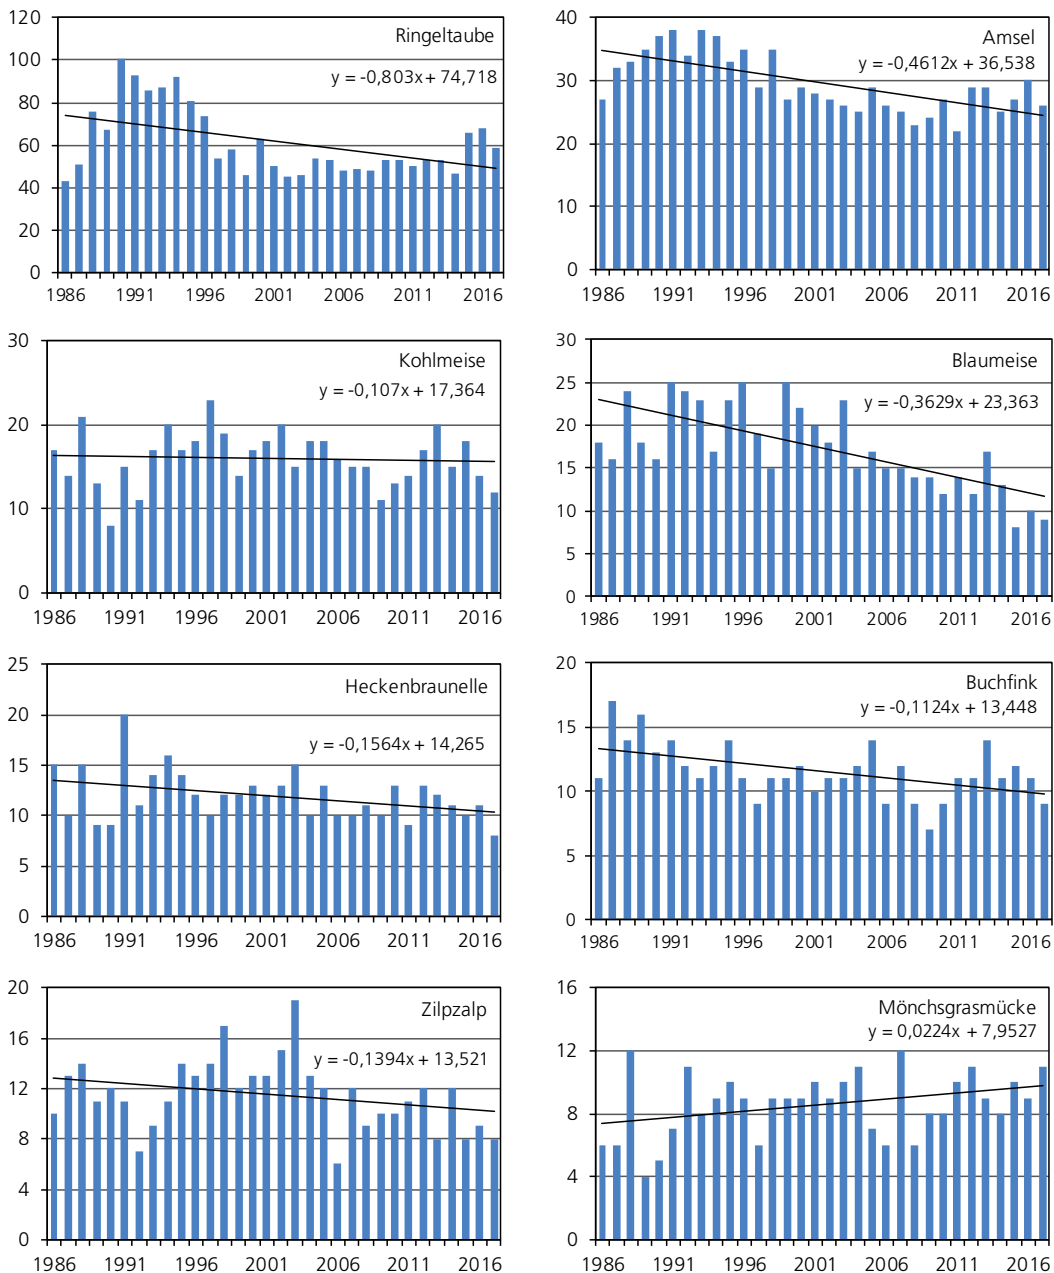 Ringeltaube
y = -0,803x + 74,718
120
100
80
60
40
20
0
1986 1991 1996 2001 2006 2011 2016
Amsel
y = -0,4612x + 36,538
40
30
20
10
0
1986 1991 1996 2001 2006 2011 2016
Kohlmeise
y = -0,107x + 17,364
30
20
10
0
1986 1991 1996 2001 2006 2011 2016
Blaumeise
y = -0,3629x + 23,363
30
25
20
15
10
5
0
1986 1991 1996 2001 2006 2011 2016
Heckenbraunelle
y = -0,1564x + 14,265
25
20
15
10
5
0
1986 1991 1996 2001 2006 2011 2016
Buchfink
y = -0,1124x + 13,448
20
15
10
5
0
1986 1991 1996 2001 2006 2011 2016
Zilpzalp
y = -0,1394x + 13,521
20
16
12
8
4
0
1986 1991 1996 2001 2006 2011 2016
Mönchsgrasmücke
y = 0,0224x + 7,9527
16
12
8
4
0
1986 1991 1996 2001 2006 2011 2016